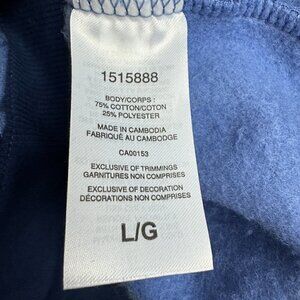 1515888
BODY/CORPS :
75% COTTON/COTON
25% POLYESTER
MADE IN CAMBODIA
FABRIQUÉ AU CAMBODGE
CA00153
EXCLUSIVE OF TRIMMINGS
GARNITURES NON COMPRISES
EXCLUSIVE OF DECORATION
DÉCORATIONS NON COMPRISES
L/G